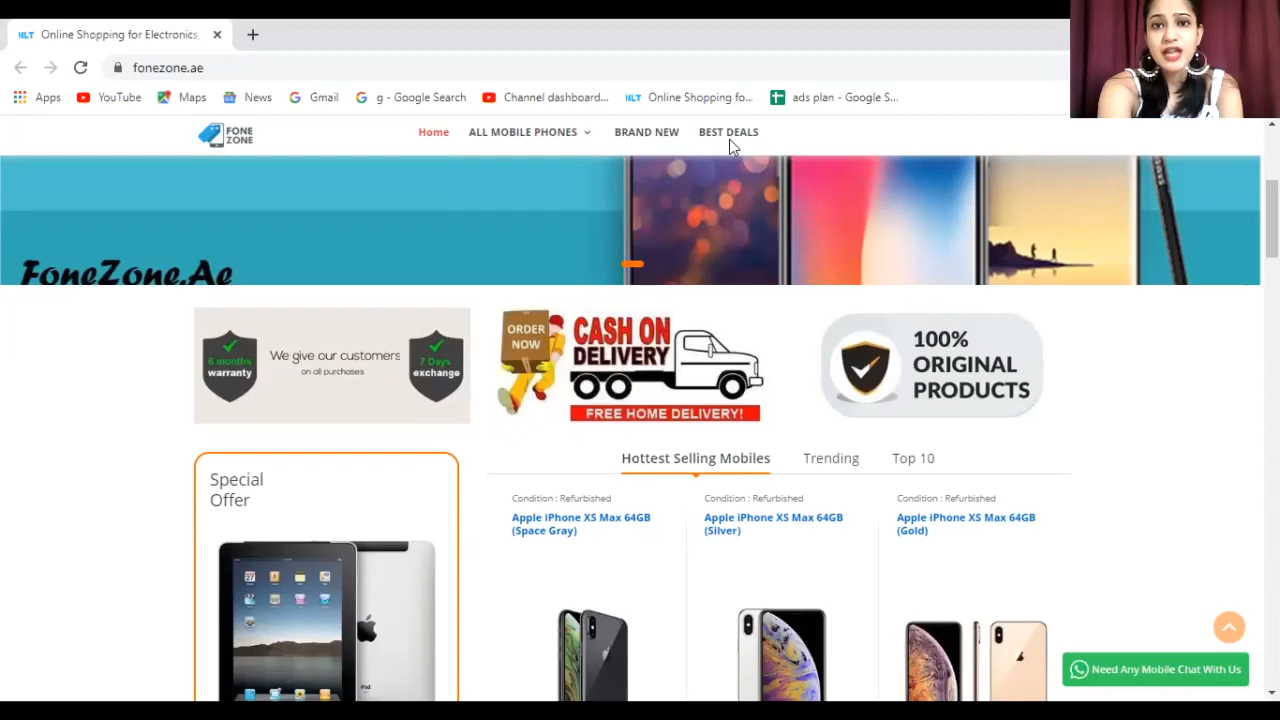 NLT Online Shopping for Electronics,
fonezone.ae
Apps YouTube Maps News Gmail g - Google Search Channel dashboard... NLT Online Shopping fo... ads plan - Google S...
FONE
ZONE
Home ALL MOBILE PHONES BRAND NEW BEST DEALS
FoneZone.Ae
6 months
warranty
We give our customers
on all purchases
7 Days
exchange
ORDER
NOW
CASH ON
DELIVERY
FREE HOME DELIVERY!
100%
ORIGINAL
PRODUCTS
Special
Offer
Hottest Selling Mobiles Trending Top 10
Condition : Refurbished
Apple iPhone XS Max 64GB
(Space Gray)
Condition : Refurbished
Apple iPhone XS Max 64GB
(Silver)
Condition : Refurbished
Apple iPhone XS Max 64GB
(Gold)
iPad
Need Any Mobile Chat With Us